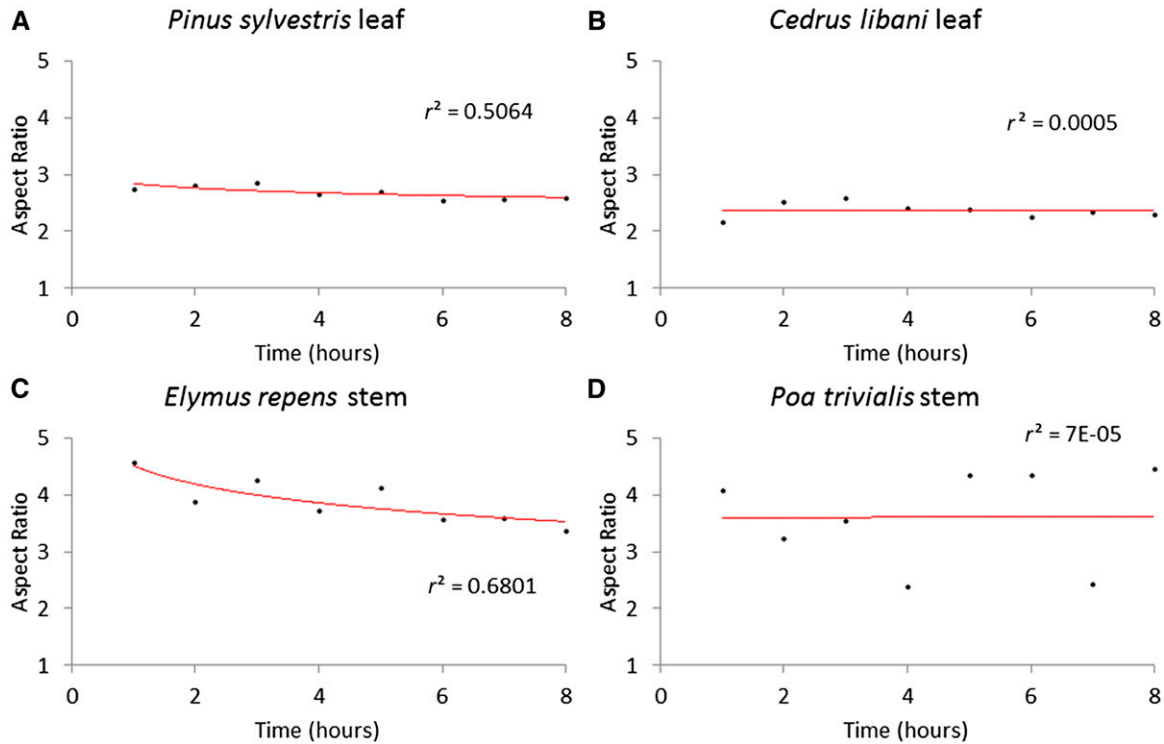 A
Pinus sylvestris leaf
5
4
3
2
1
Aspect Ratio
r² = 0.5064
0 2 4 6 8
Time (hours)
B
Cedrus libani leaf
5
4
3
2
1
Aspect Ratio
r² = 0.0005
0 2 4 6 8
Time (hours)
C
Elymus repens stem
5
4
3
2
1
Aspect Ratio
r² = 0.6801
0 2 4 6 8
Time (hours)
D
Poa trivialis stem
5
4
3
2
1
Aspect Ratio
r² = 7E-05
0 2 4 6 8
Time (hours)